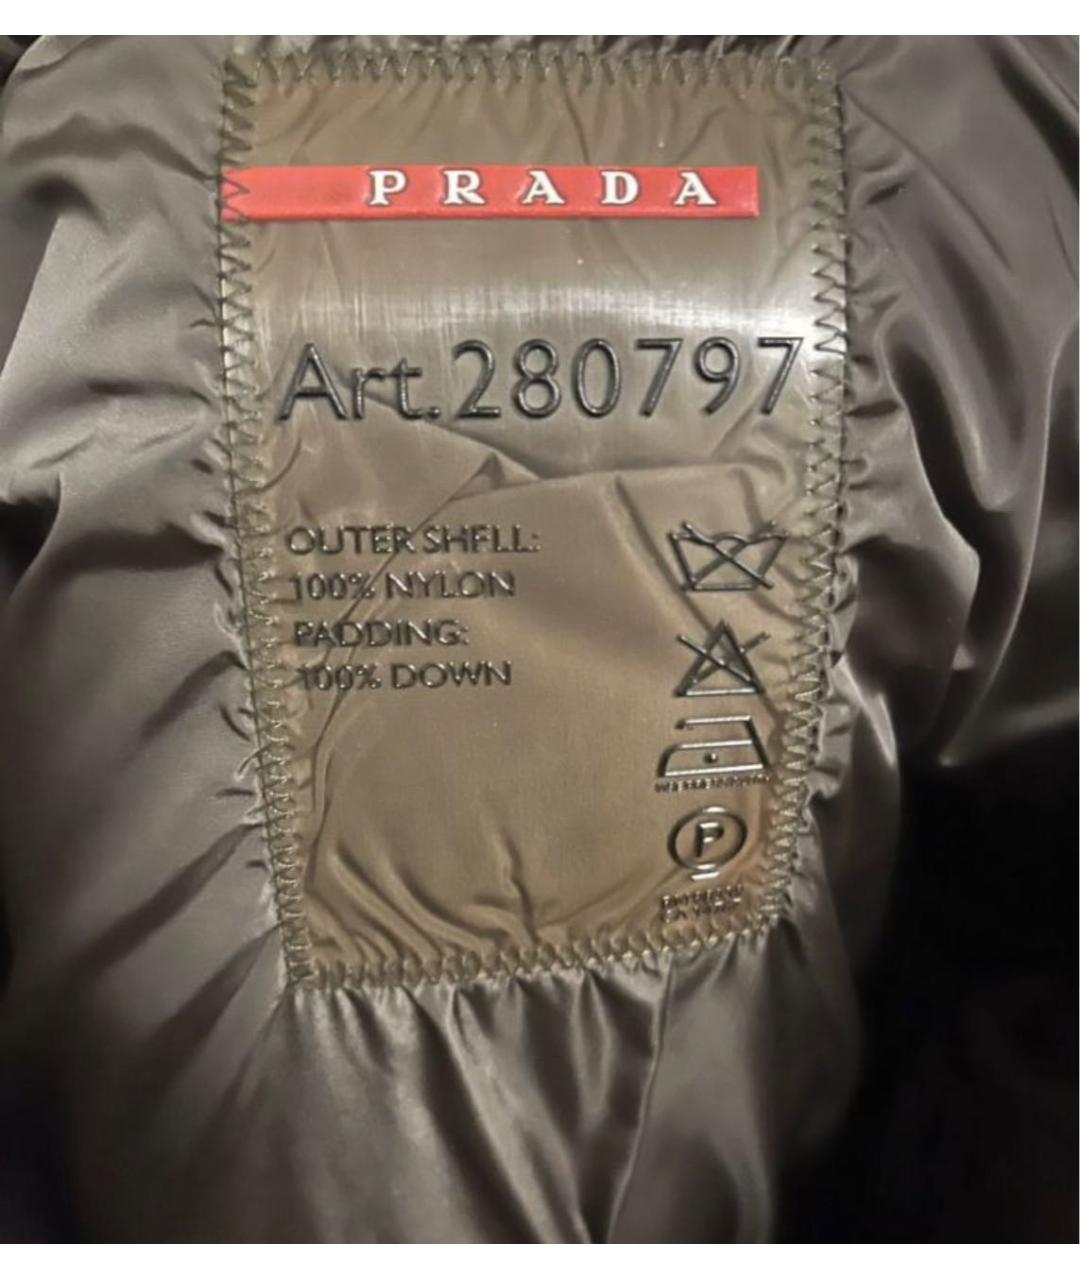 PRADA
Art.280797
OUTER SHELL:
100% NYLON
PADDING:
100% DOWN
P